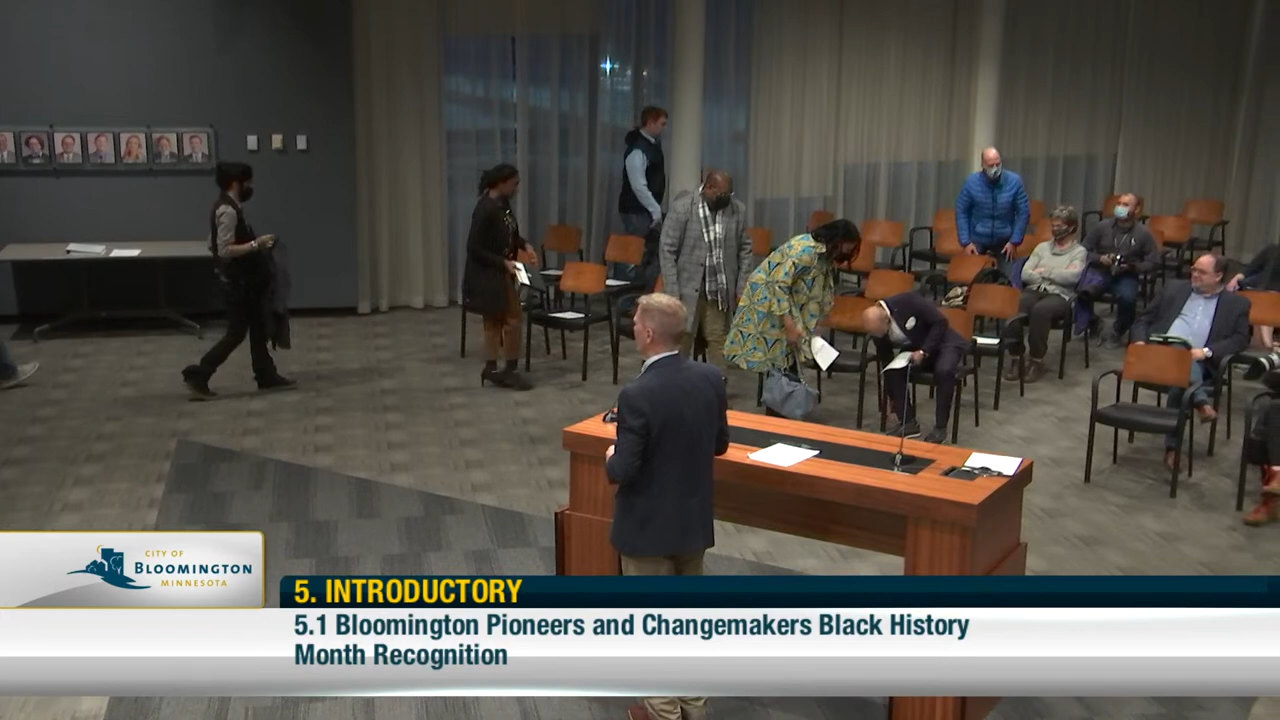 CITY OF
BLOOMINGTON
MINNESOTA
5. INTRODUCTORY
5.1 Bloomington Pioneers and Changemakers Black History
Month Recognition